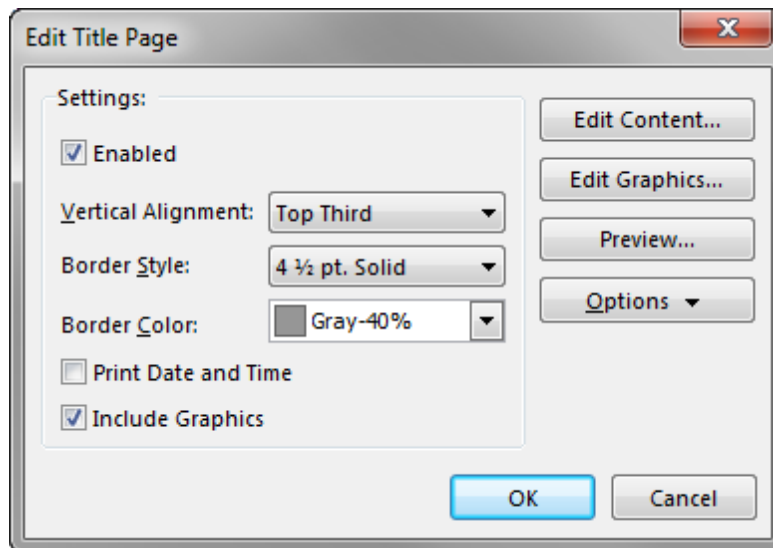 Edit Title Page
Settings:
Enabled
Vertical Alignment: Top Third
Border Style: 4 ½ pt. Solid
Border Color: Gray-40%
Print Date and Time
Include Graphics
Edit Content...
Edit Graphics...
Preview...
Options
OK
Cancel